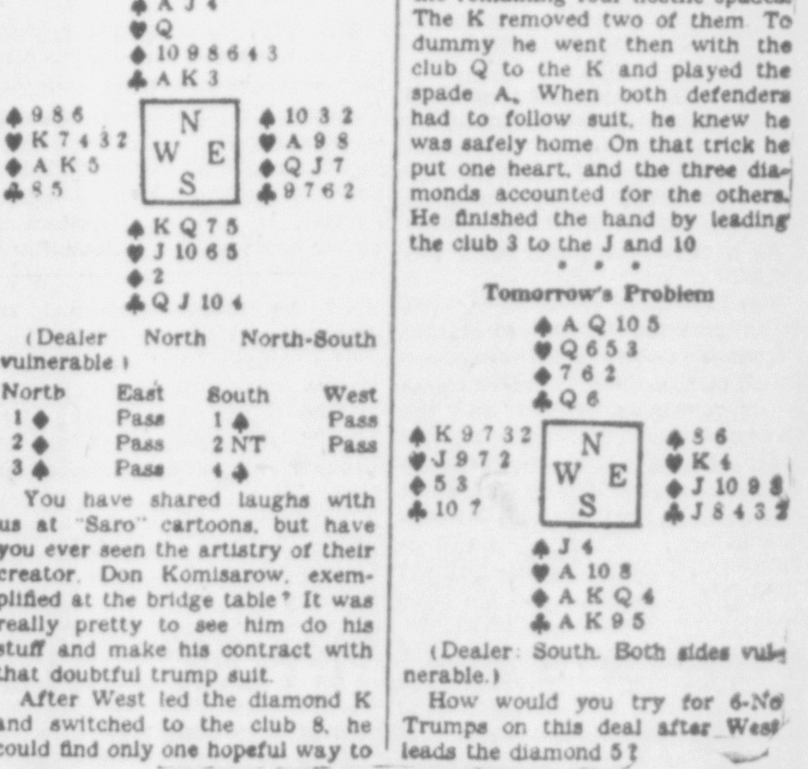 ♠ A J 4
♥ Q
♦ 10 9 8 6 4 3
♣ A K 3
♠ 9 8 6
♥ K 7 4 3 2
♦ A K 5
♣ 8 5
N
W E
S
♠ 10 3 2
♥ A 9 8
♦ Q J 7
♣ 9 7 6 2
♠ K Q 7 5
♥ J 10 6 5
♦ 2
♣ Q J 10 4
(Dealer North North-South
vulnerable)
North East South West
1 ♦ Pass 1 ♠ Pass
2 ♦ Pass 2 NT Pass
3 ♠ Pass 4 ♠
You have shared laughs with
us at "Saro" cartoons, but have
you ever seen the artistry of their
creator, Don Komisarow, exem-
plified at the bridge table? It was
really pretty to see him do his
stuff and make his contract with
that doubtful trump suit.
After West led the diamond K
and switched to the club 8, he
could find only one hopeful way to
The K removed two of them. To
dummy he went then with the
club Q to the K and played the
spade A. When both defenders
had to follow suit, he knew he
was safely home. On that trick he
put one heart, and the three dia-
monds accounted for the others.
He finished the hand by leading
the club 3 to the J and 10
* * *
Tomorrow's Problem
♠ A Q 10 5
♥ Q 6 5 3
♦ 7 6 2
♣ Q 6
♠ K 9 7 3 2
♥ J 9 7 2
♦ 5 3
♣ 10 7
N
W E
S
♠ 8 6
♥ K 4
♦ J 10 9 8
♣ J 8 4 3 2
♠ J 4
♥ A 10 8
♦ A K Q 4
♣ A K 9 5
(Dealer: South. Both sides vul-
nerable.)
How would you try for 6-No
Trumps on this deal after West
leads the diamond 5?